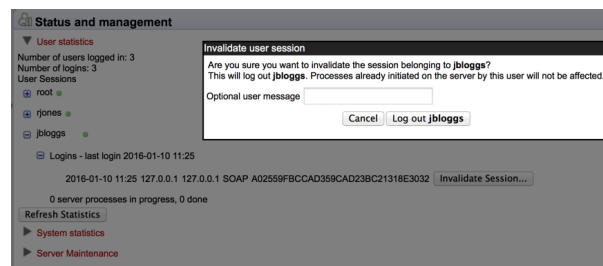 Status and management
User statistics
Number of users logged in: 3
Number of logins: 3
User Sessions
root
rjones
jbloggs
Logins - last login 2016-01-10 11:25
2016-01-10 11:25 127.0.0.1 127.0.0.1 SOAP A02559FBCCAD359CAD23BC21318E3032 Invalidate Session...
0 server processes in progress, 0 done
Refresh Statistics
System statistics
Server Maintenance
Invalidate user session
Are you sure you want to invalidate the session belonging to jbloggs?
This will log out jbloggs. Processes already initiated on the server by this user will not be affected.
Optional user message
Cancel Log out jbloggs